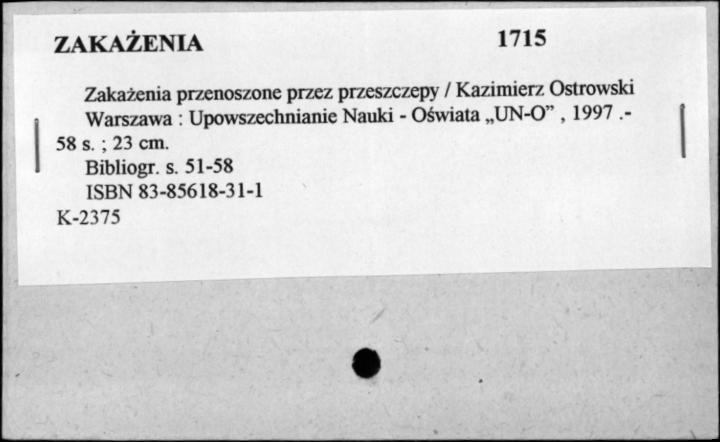 ZAKAŻENIA 1715
Zakażenia przenoszone przez przeszczepy / Kazimierz Ostrowski
Warszawa : Upowszechnianie Nauki - Oświata „UN-O” , 1997 .-
58 s. ; 23 cm.
Bibliogr. s. 51-58
ISBN 83-85618-31-1
K-2375